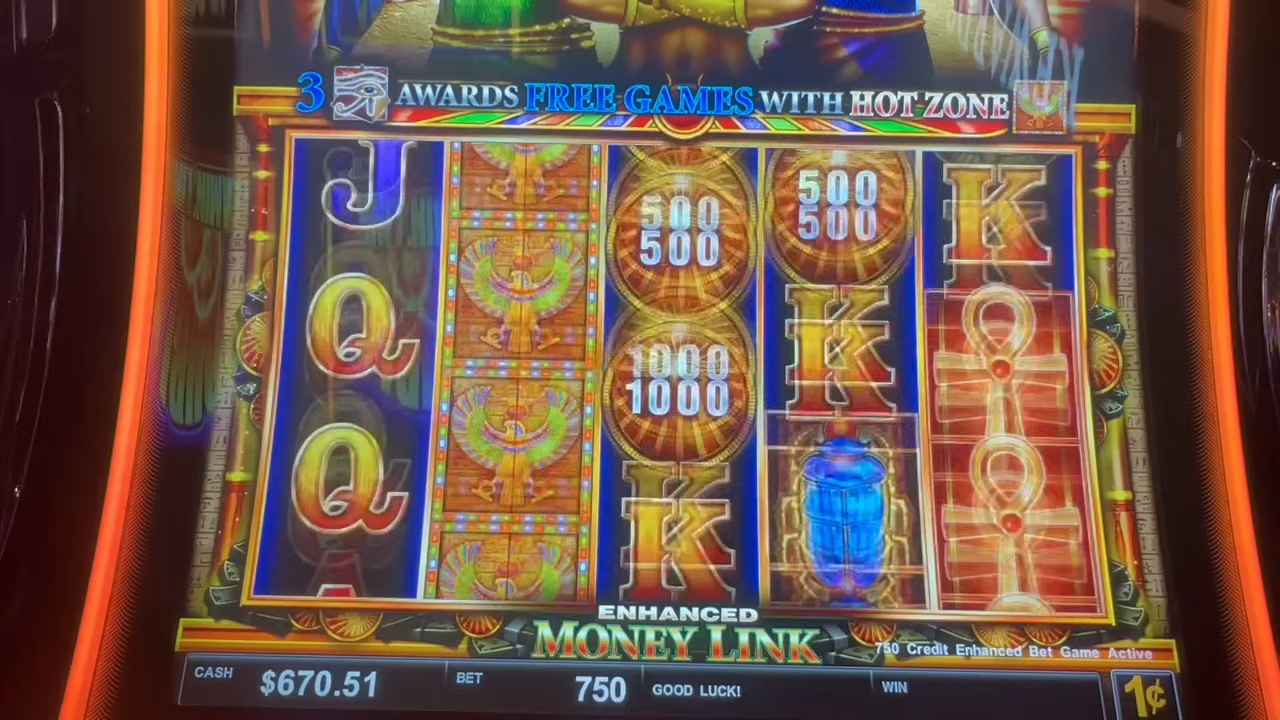 3 AWARDS FREE GAMES WITH HOT ZONE
J
500
500
500
500
K
Q
1000
1000
K
Q
K
ENHANCED
MONEY LINK
750 Credit Enhanced Bet Game Active
CASH $670.51 BET 750 GOOD LUCK! WIN 1¢